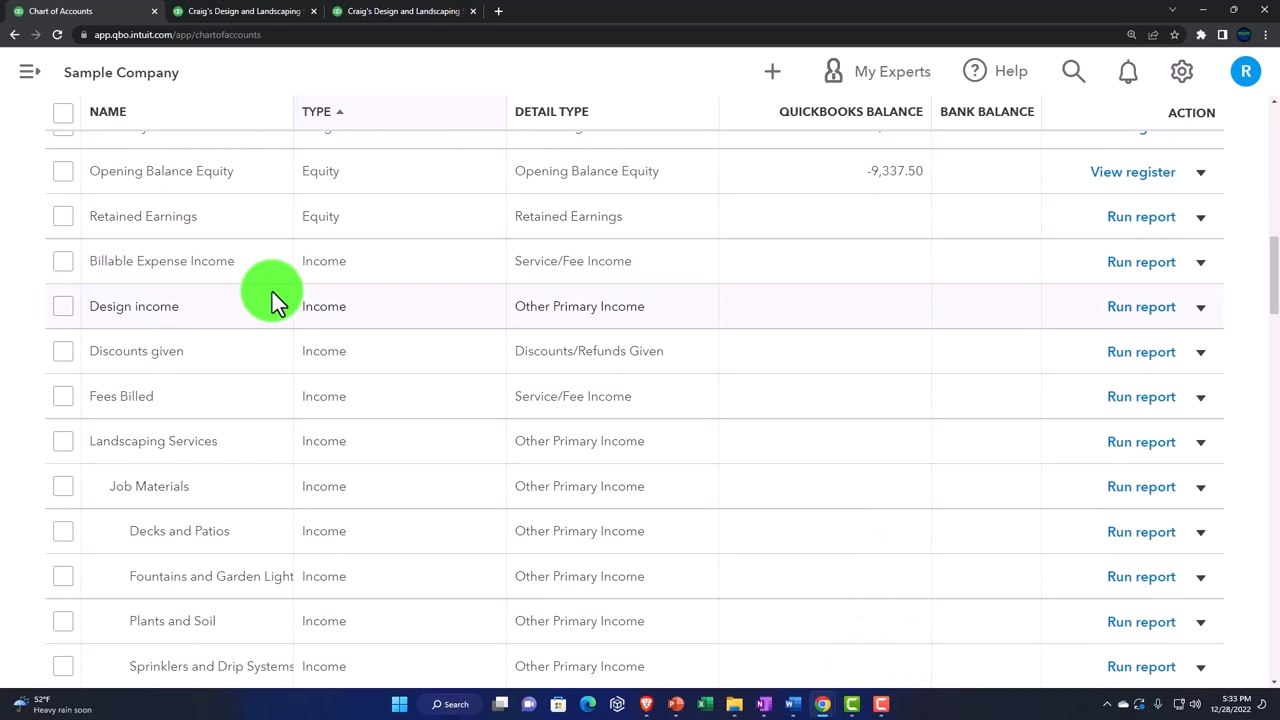 Chart of Accounts
Craig's Design and Landscaping
Craig's Design and Landscaping
app.qbo.intuit.com/app/chartofaccounts
Sample Company
My Experts
Help
R
NAME
TYPE
DETAIL TYPE
QUICKBOOKS BALANCE
BANK BALANCE
ACTION
Opening Balance Equity Equity Opening Balance Equity -9,337.50 View register
Retained Earnings Equity Retained Earnings Run report
Billable Expense Income Income Service/Fee Income Run report
Design income Income Other Primary Income Run report
Discounts given Income Discounts/Refunds Given Run report
Fees Billed Income Service/Fee Income Run report
Landscaping Services Income Other Primary Income Run report
Job Materials Income Other Primary Income Run report
Decks and Patios Income Other Primary Income Run report
Fountains and Garden Light Income Other Primary Income Run report
Plants and Soil Income Other Primary Income Run report
Sprinklers and Drip Systems Income Other Primary Income Run report
52°F
Heavy rain soon
Search
5:33 PM
12/28/2022